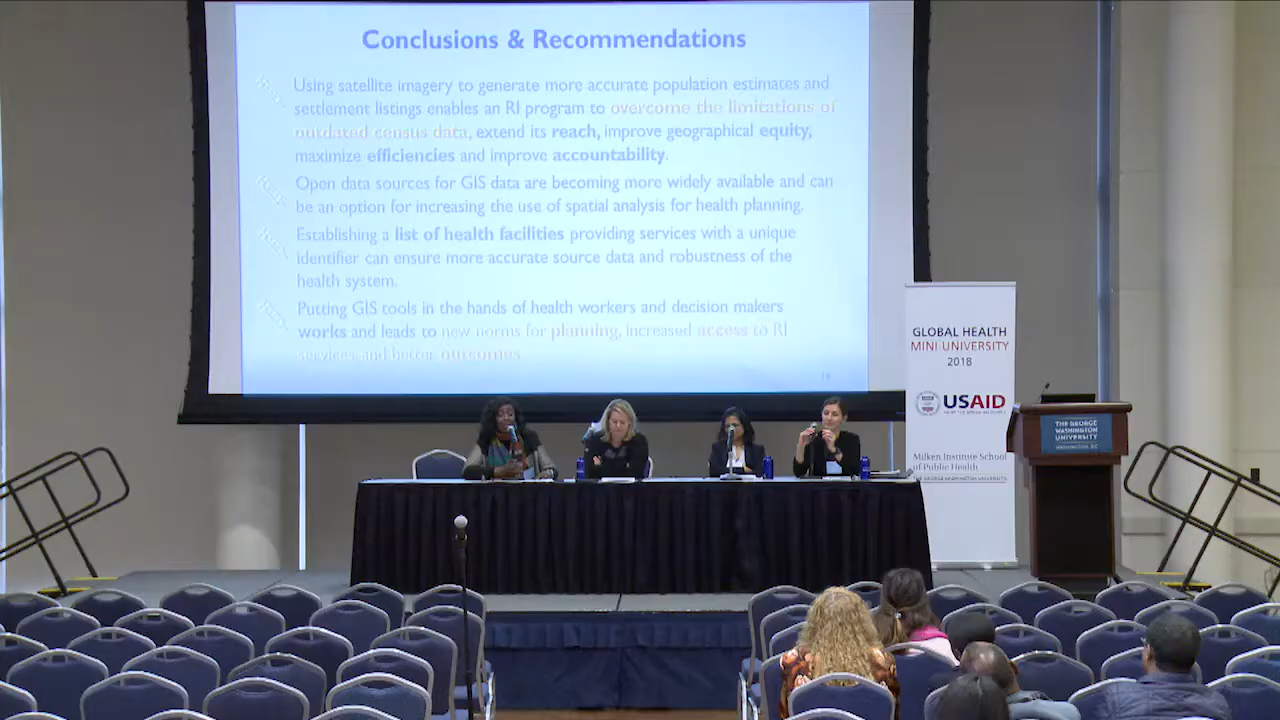 Conclusions & Recommendations
Using satellite imagery to generate more accurate population estimates and
settlement listings enables an RI program to overcome the limitations of
outdated census data, extend its reach, improve geographical equity,
maximize efficiencies and improve accountability.
Open data sources for GIS data are becoming more widely available and can
be an option for increasing the use of spatial analysis for health planning.
Establishing a list of health facilities providing services with a unique
identifier can ensure more accurate source data and robustness of the
health system.
Putting GIS tools in the hands of health workers and decision makers
works and leads to new norms for planning, increased access to RI
services and better outcomes
GLOBAL HEALTH
MINI-UNIVERSITY
2018
USAID
Milken Institute School
of Public Health
THE GEORGE WASHINGTON UNIVERSITY
THE GEORGE
WASHINGTON
UNIVERSITY
WASHINGTON, DC